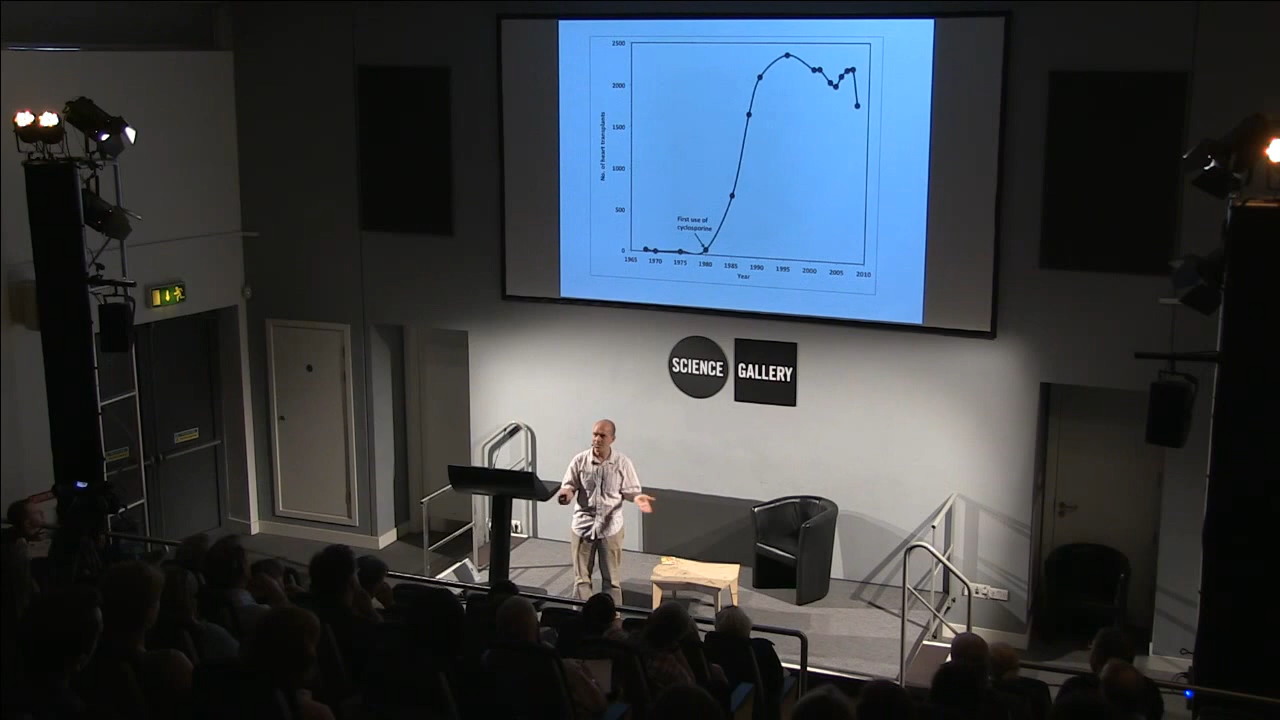 2500
2000
1500
1000
500
0
No. of heart transplants
First use of
cyclosporine
1965 1970 1975 1980 1985 1990 1995 2000 2005 2010
Year
SCIENCE
GALLERY